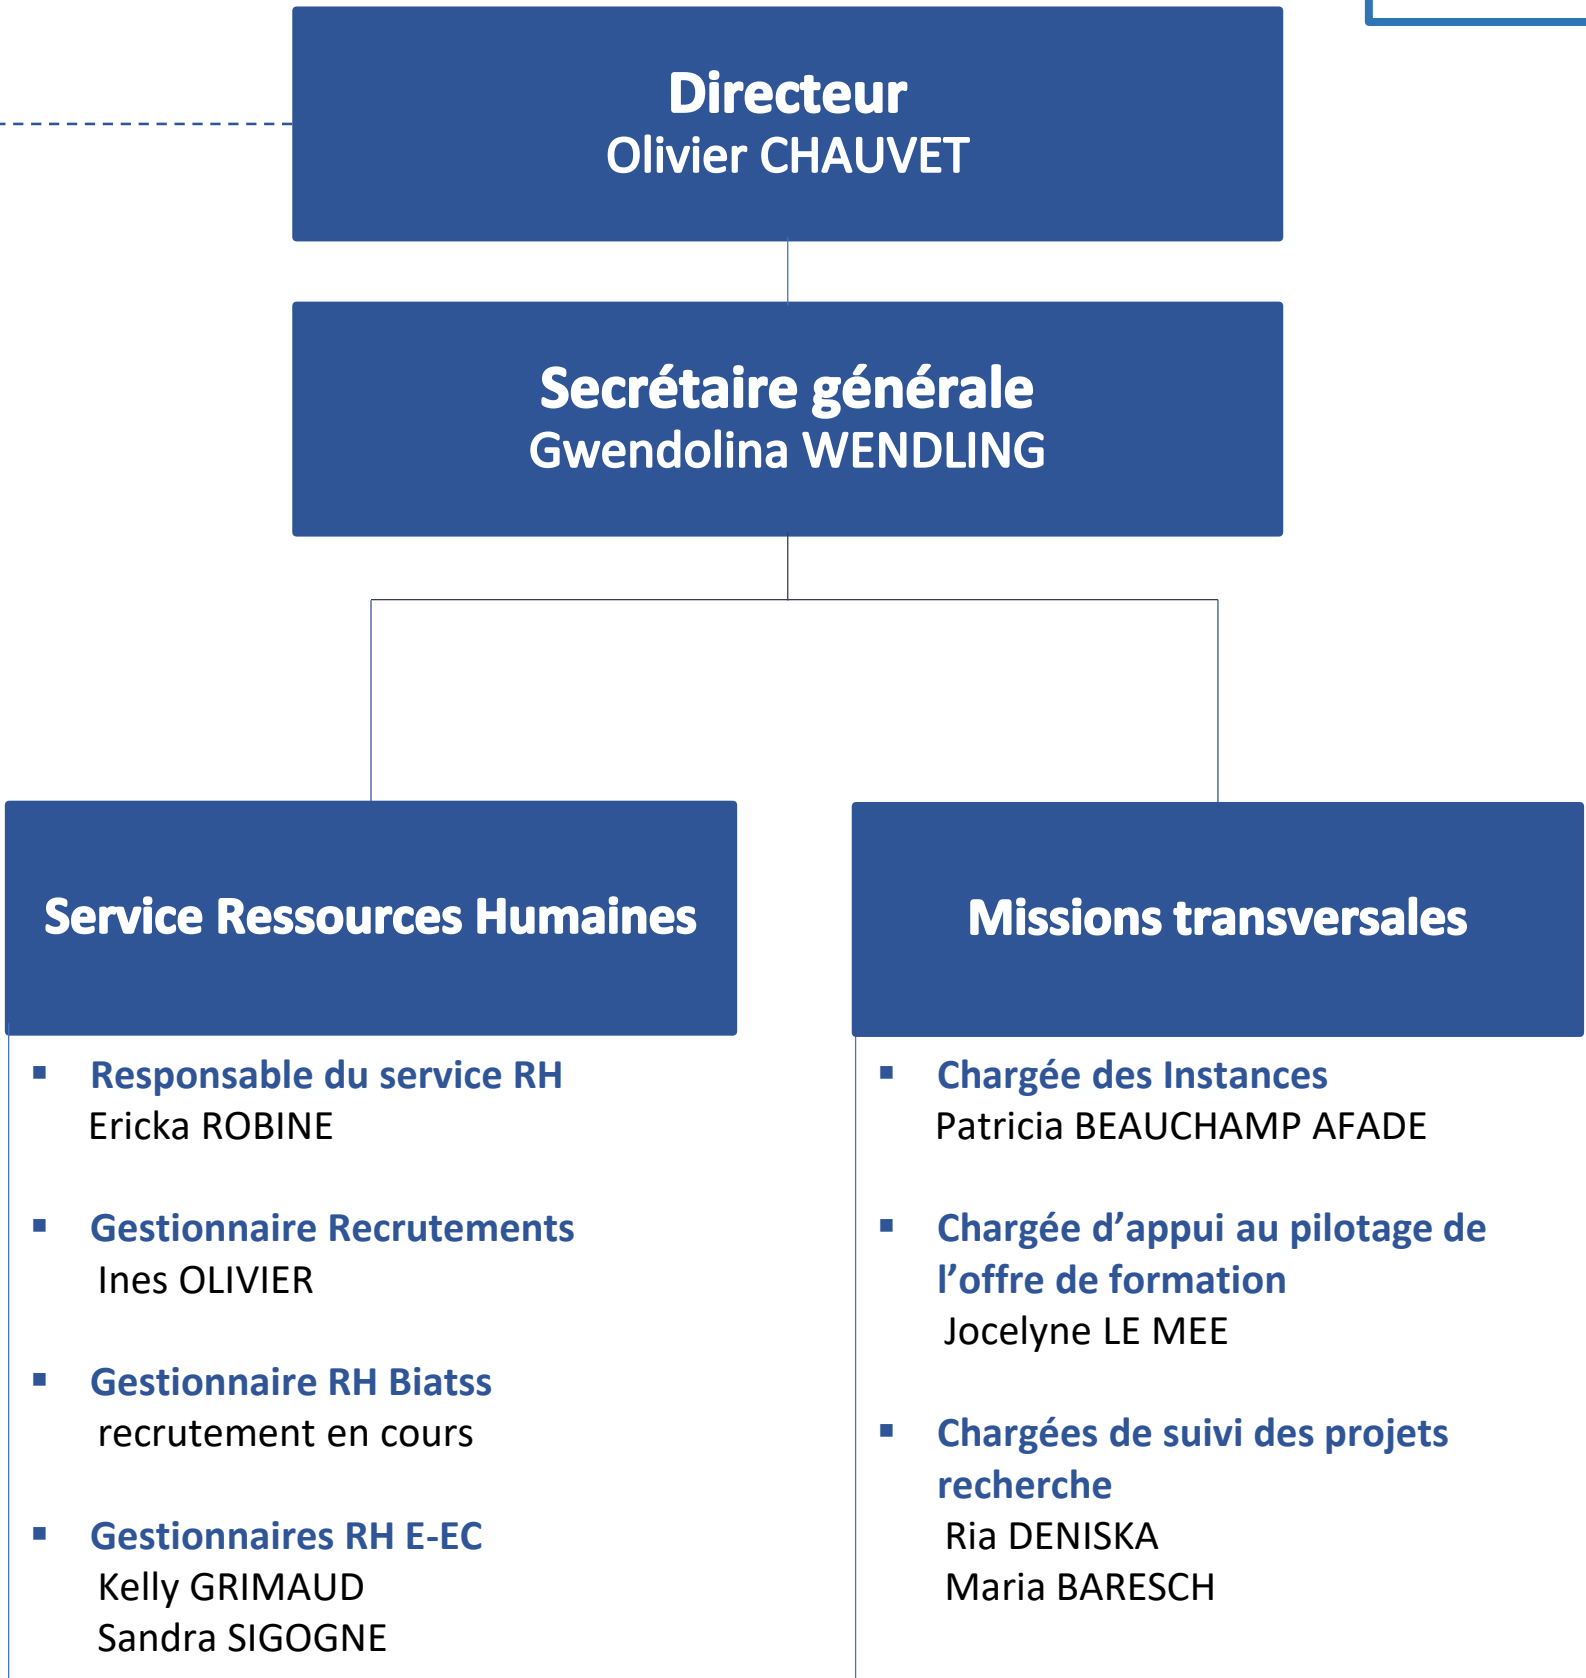 Directeur
Olivier CHAUVET
Secrétaire générale
Gwendolina WENDLING
Service Ressources Humaines
▪ Responsable du service RH
Ericka ROBINE
▪ Gestionnaire Recrutements
Ines OLIVIER
▪ Gestionnaire RH Biatss
recrutement en cours
▪ Gestionnaires RH E-EC
Kelly GRIMAUD
Sandra SIGOGNE
Missions transversales
▪ Chargée des Instances
Patricia BEAUCHAMP AFADE
▪ Chargée d’appui au pilotage de
l’offre de formation
Jocelyne LE MEE
▪ Chargées de suivi des projets
recherche
Ria DENISKA
Maria BARESCH